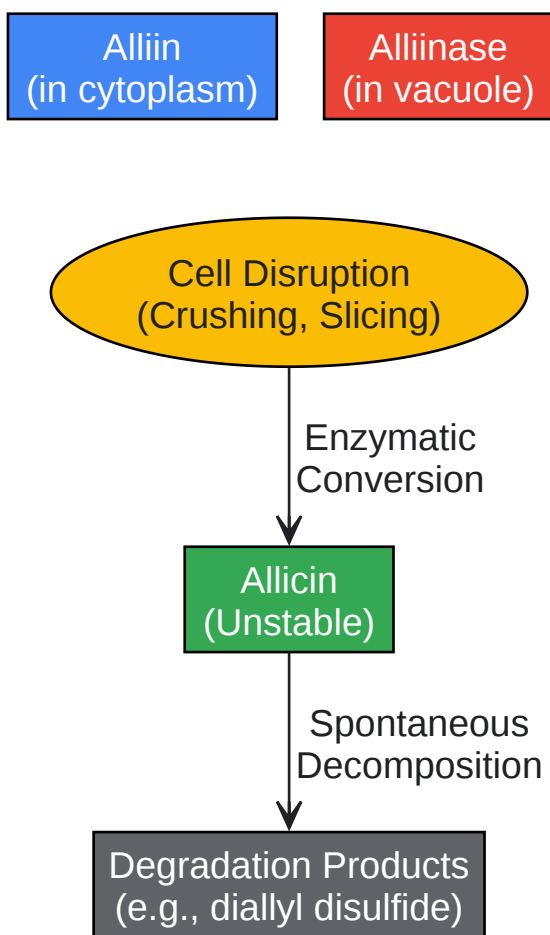 Alliin
(in cytoplasm)
Alliinase
(in vacuole)
Cell Disruption
(Crushing, Slicing)
Enzymatic
Conversion
Allicin
(Unstable)
Spontaneous
Decomposition
Degradation Products
(e.g., diallyl disulfide)